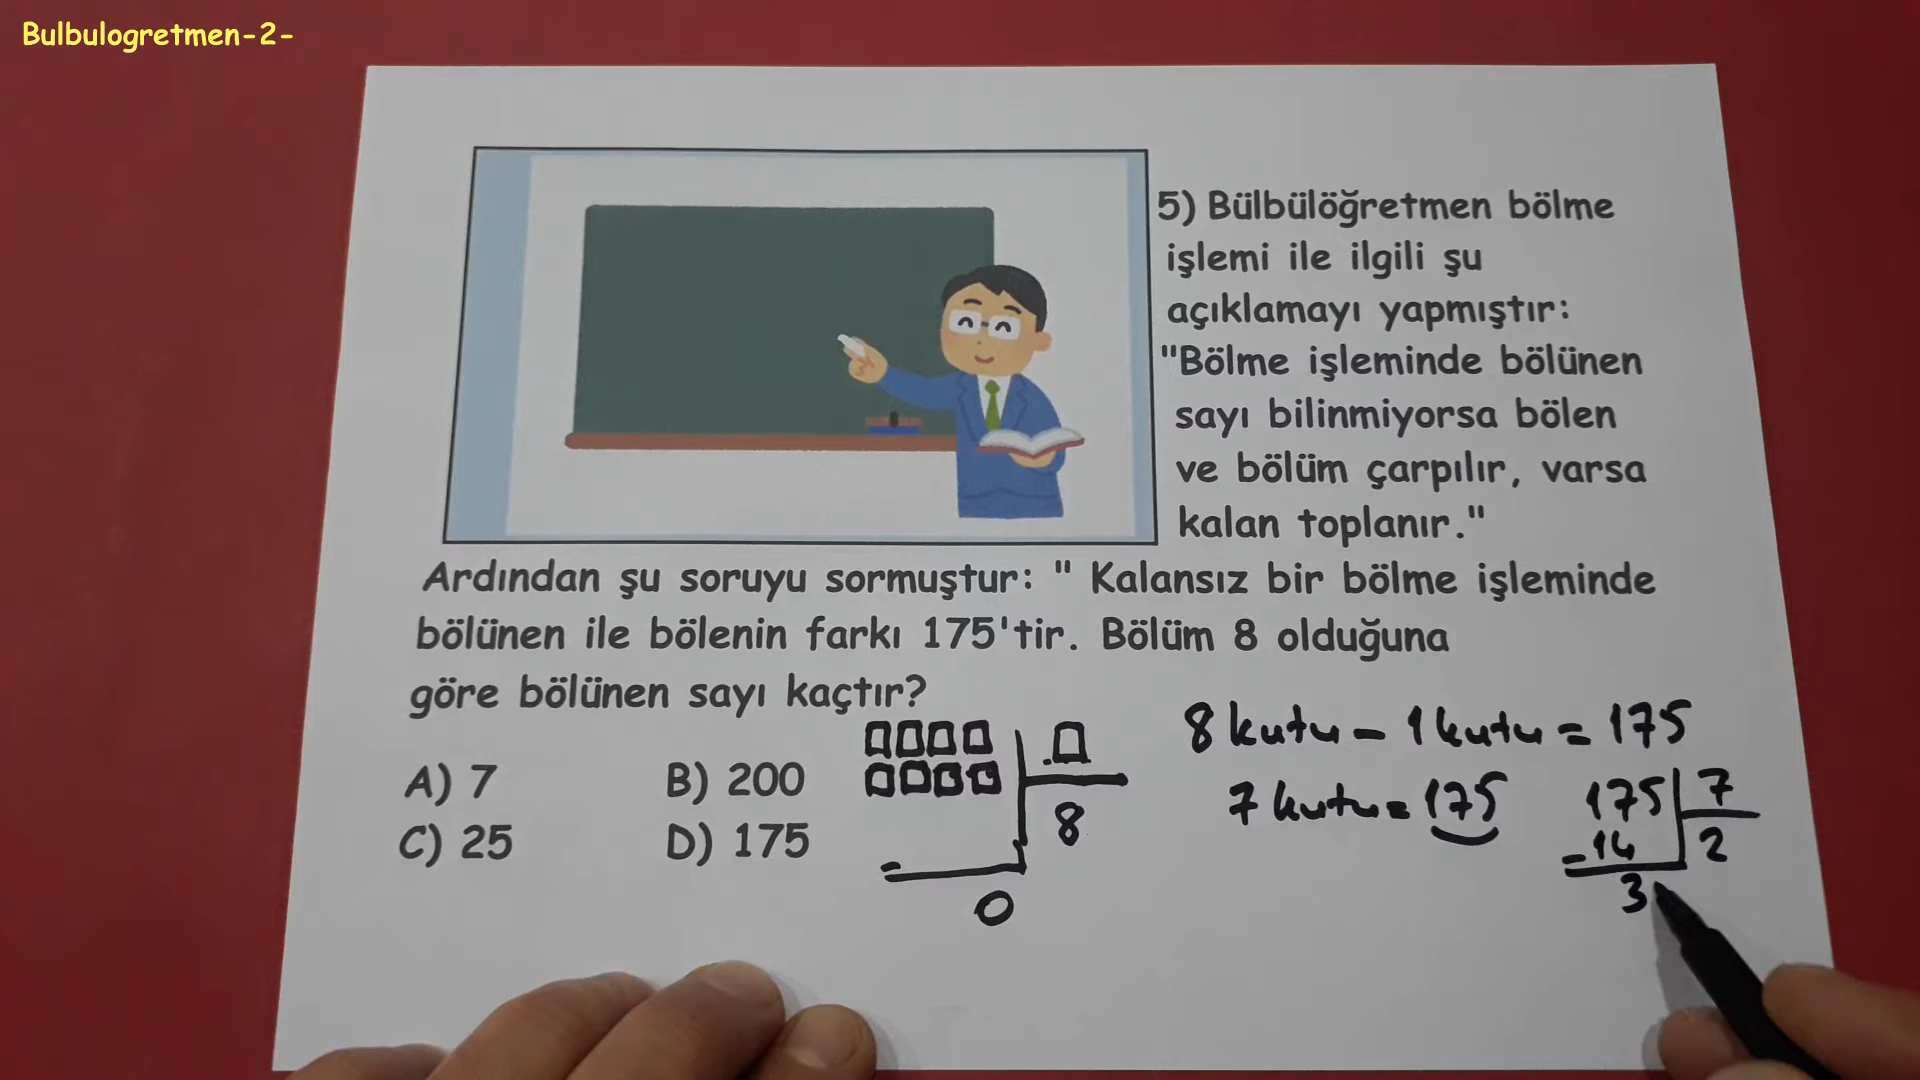 Bulbulogretmen-2-
5) Bülbülöğretmen bölme
işlemi ile ilgili şu
açıklamayı yapmıştır:
"Bölme işleminde bölünen
sayı bilinmiyorsa bölen
ve bölüm çarpılır, varsa
kalan toplanır."
Ardından şu soruyu sormuştur: " Kalansız bir bölme işleminde
bölünen ile bölenin farkı 175'tir. Bölüm 8 olduğuna
göre bölünen sayı kaçtır?
A) 7
B) 200
C) 25
D) 175
8
0
8 kutu - 1 kutu = 175
7 kutu = 175
175 7
-14 2
3